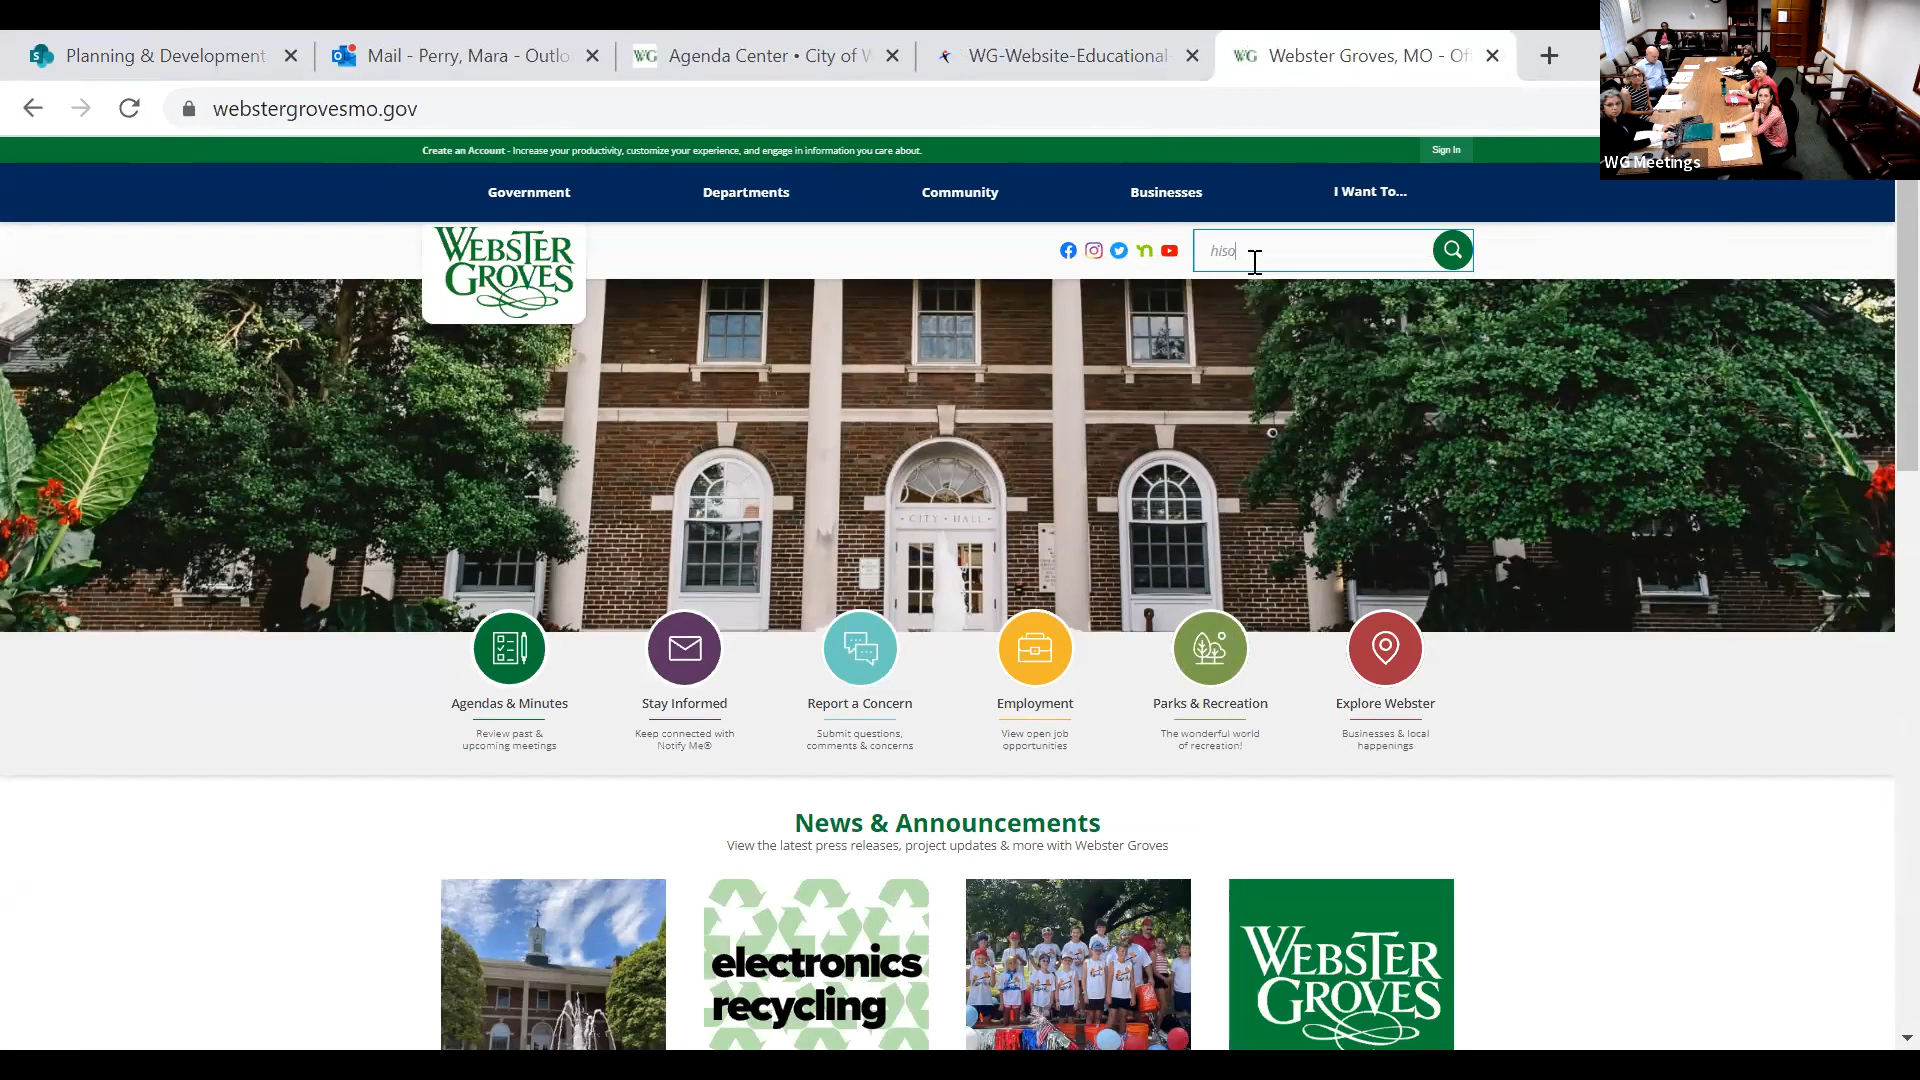 Planning & Development
Mail - Perry, Mara - Outlo
WG Agenda Center • City of W
WG-Website-Educational-
WG Webster Groves, MO - Of
webstergrovesmo.gov
WG Meetings
Create an Account - Increase your productivity, customize your experience, and engage in information you care about.
Sign In
Government
Departments
Community
Businesses
I Want To...
WEBSTER
GROVES
hiso
CITY HALL
Agendas & Minutes
Review past &
upcoming meetings
Stay Informed
Keep connected with
Notify Me®
Report a Concern
Submit questions,
comments & concerns
Employment
View open job
opportunities
Parks & Recreation
The wonderful world
of recreation!
Explore Webster
Businesses & local
happenings
News & Announcements
View the latest press releases, project updates & more with Webster Groves
electronics
recycling
WEBSTER
GROVES